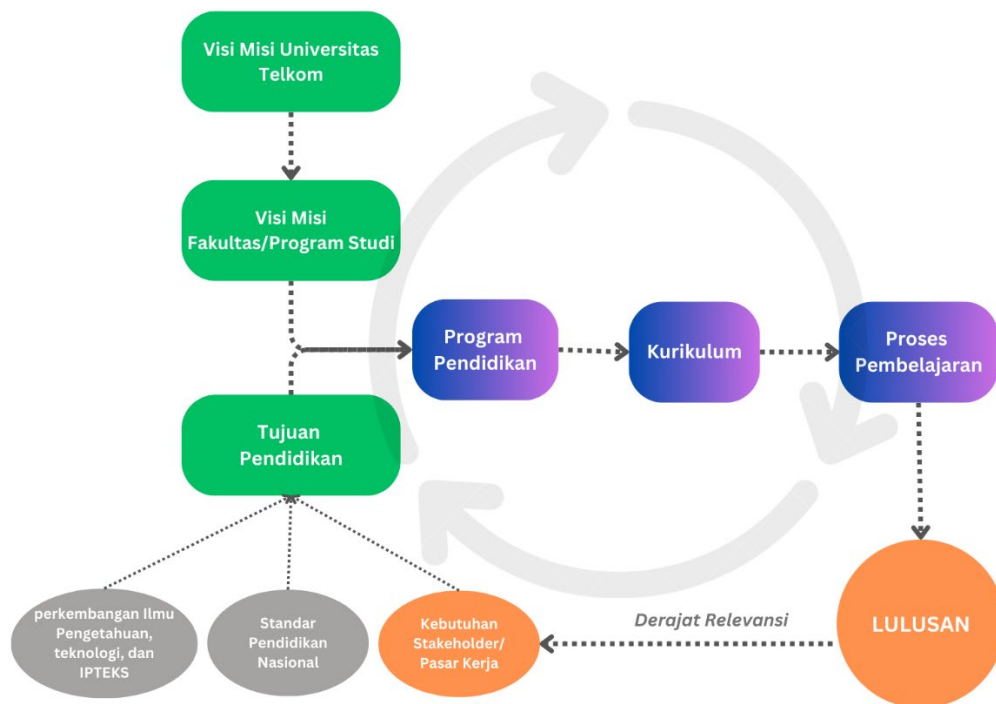 Visi Misi Universitas
Telkom
Visi Misi
Fakultas/Program Studi
Program
Pendidikan
Kurikulum
Proses
Pembelajaran
Tujuan
Pendidikan
perkembangan Ilmu
Pengetahuan,
teknologi, dan
IPTEKS
Standar
Pendidikan
Nasional
Kebutuhan
Stakeholder/
Pasar Kerja
Derajat Relevansi
LULUSAN